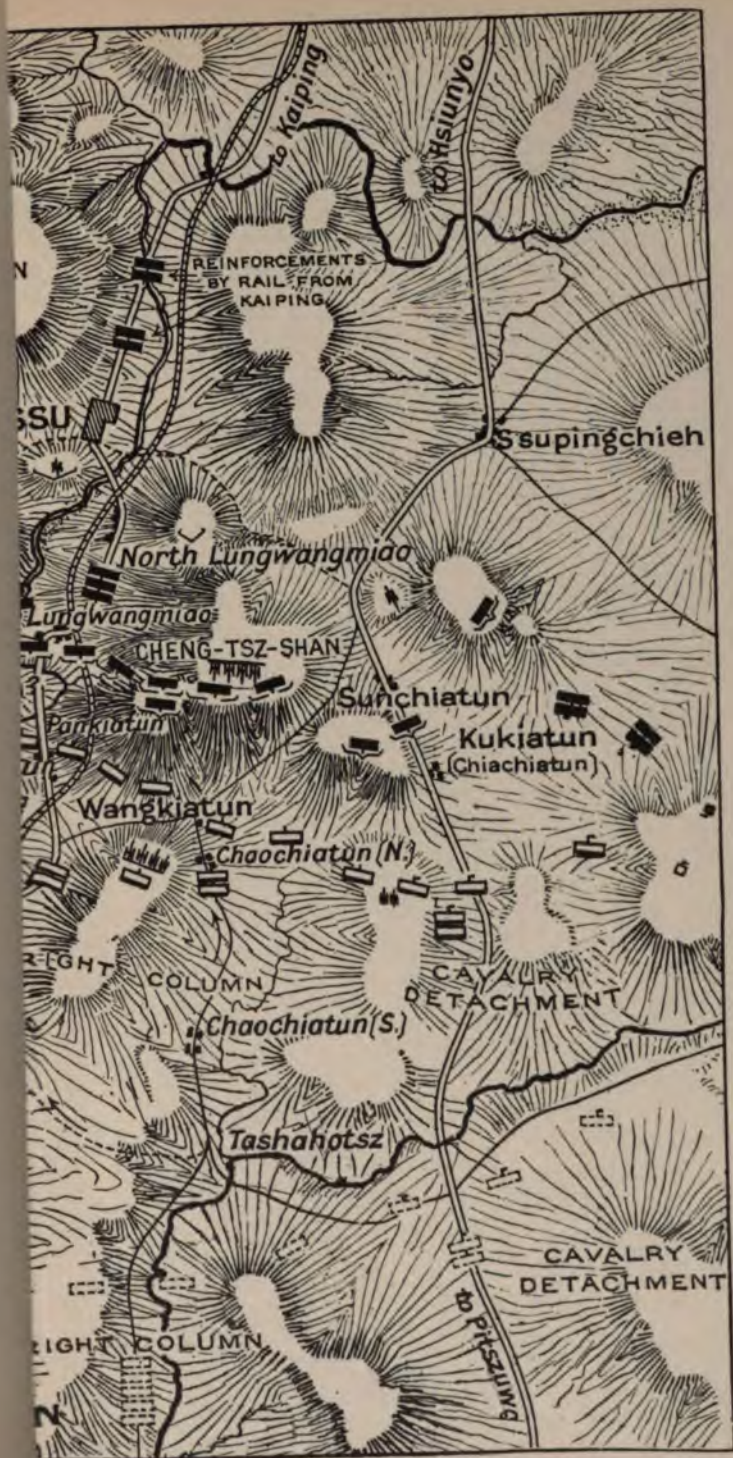 to Kaiping
to Hsiunyo
N
REINFORCEMENTS
BY RAIL FROM
KAIPING
SSU
Ssupingchieh
North Lungwangmiao
Lungwangmiao
CHENG-TSZ-SHAN
Sunchiatun
Pankiatun
Kukiatun
(Chiachiatun)
Wangkiatun
Chaochiatun (N.)
RIGHT
COLUMN
CAVALRY
DETACHMENT
Chaochiatun (S.)
Tashahotsz
CAVALRY
DETACHMENT
RIGHT COLUMN
to Pitszung
N